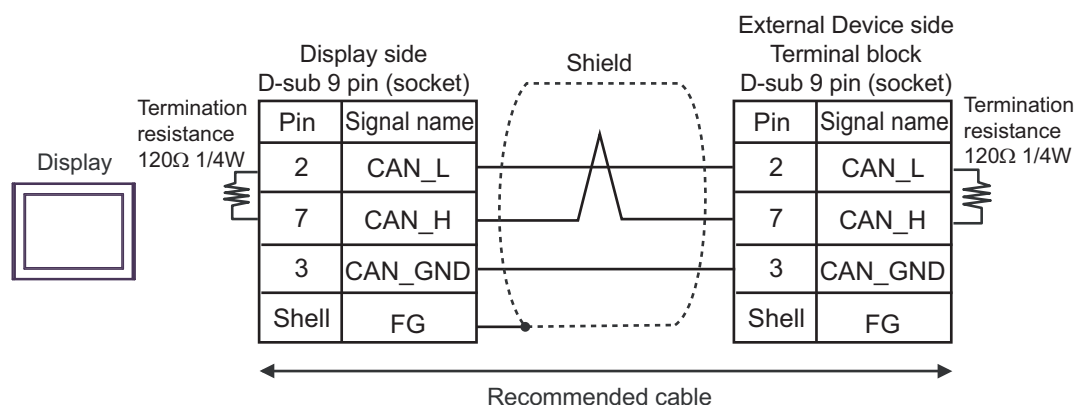 External Device side
Display side
Terminal block
Shield
D-sub 9 pin (socket)
D-sub 9 pin (socket)
Termination
resistance
120Ω 1/4W
Termination
resistance
120Ω 1/4W
Display
Pin Signal name
2 CAN_L
7 CAN_H
3 CAN_GND
Shell FG
Pin Signal name
2 CAN_L
7 CAN_H
3 CAN_GND
Shell FG
Recommended cable